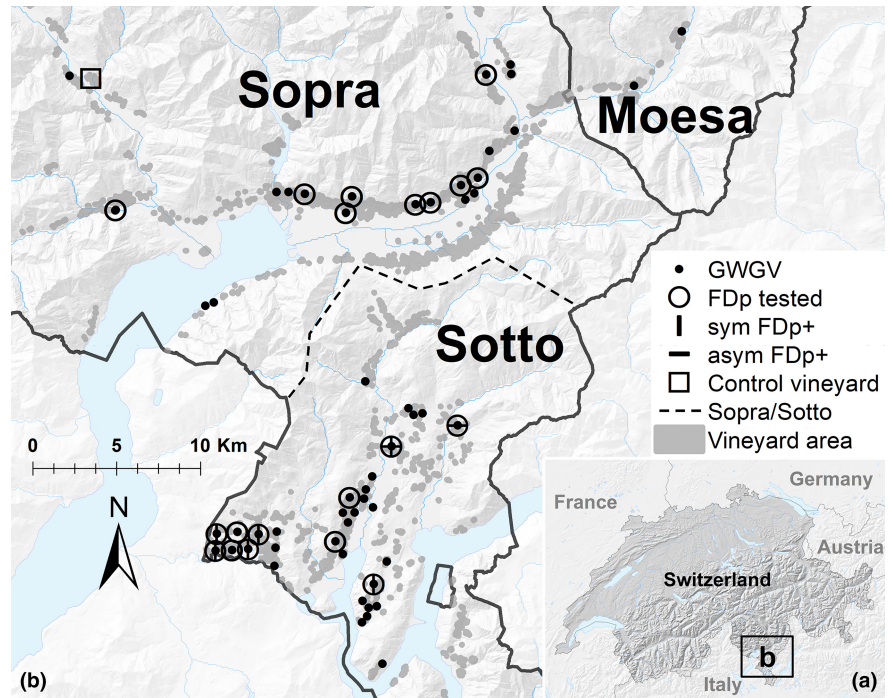 Sopra
Moesa
Sotto
GWGV
FDp tested
sym FDp+
asym FDp+
Control vineyard
Sopra/Sotto
Vineyard area
0 5 10 Km
N
France
Germany
Austria
Switzerland
b
Italy
(a)
(b)